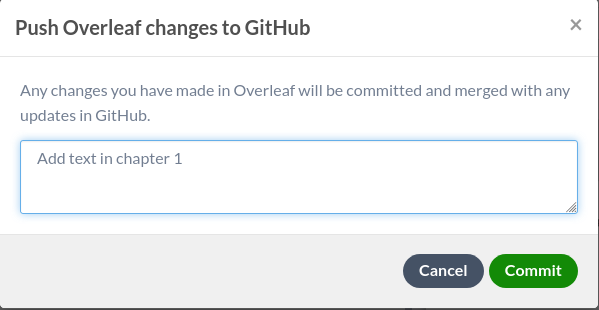 Push Overleaf changes to GitHub
×
Any changes you have made in Overleaf will be committed and merged with any
updates in GitHub.
Add text in chapter 1
Cancel
Commit